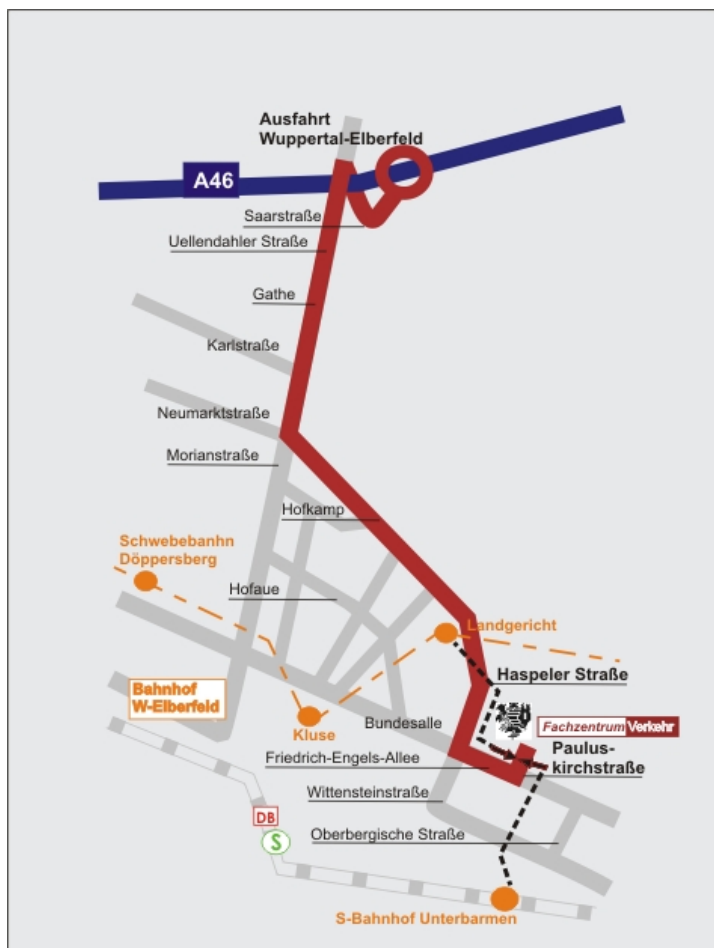 Ausfahrt
Wuppertal-Elberfeld
A46
Saarstraße
Uellendahler Straße
Gathe
Karlstraße
Neumarktstraße
Morianstraße
Hofkamp
Schwebebanhn
Döppersberg
Hofaue
Landgericht
Haspeler Straße
Bahnhof
W-Elberfeld
Kluse
Bundesalle
Fachzentrum Verkehr
Friedrich-Engels-Allee
Paulus-
kirchstraße
Wittensteinstraße
DB
S
Oberbergische Straße
S-Bahnhof Unterbarmen